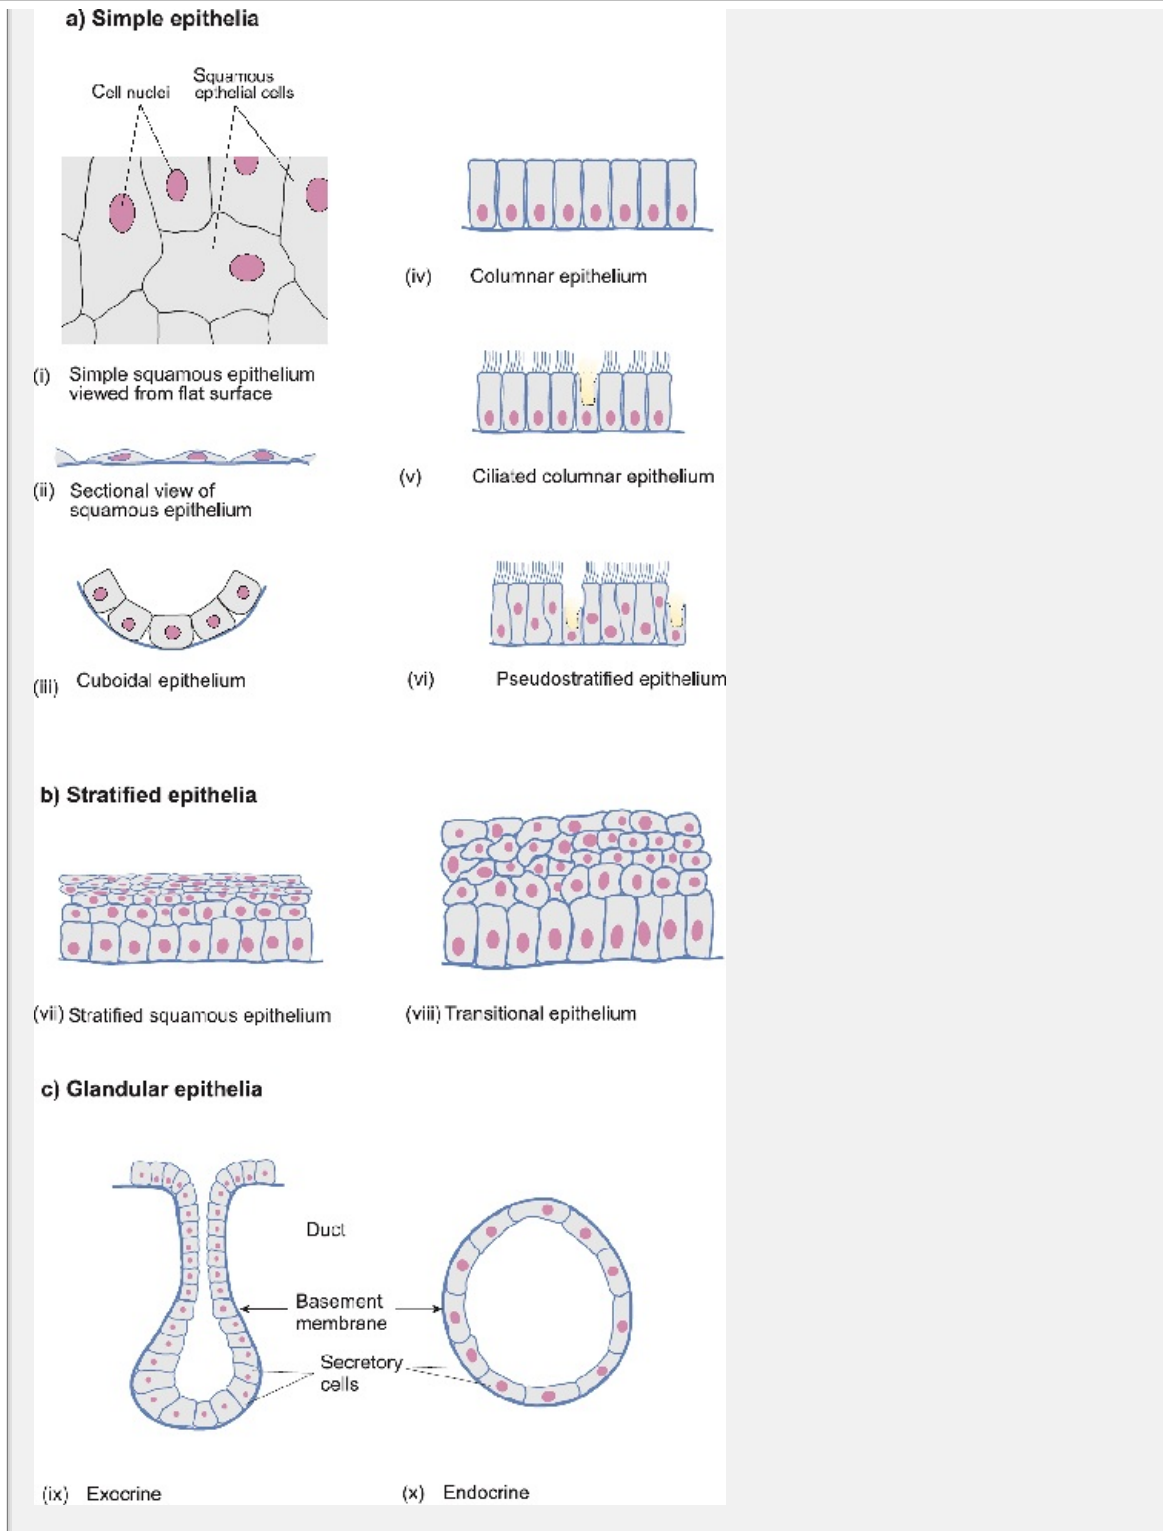 a) Simple epithelia
Cell nuclei
Squamous
epthelial cells
(i) Simple squamous epithelium
viewed from flat surface
(ii) Sectional view of
squamous epithelium
(iii) Cuboidal epithelium
(iv) Columnar epithelium
(v) Ciliated columnar epithelium
(vi) Pseudostratified epithelium
b) Stratified epithelia
(vii) Stratified squamous epithelium
(viii) Transitional epithelium
c) Glandular epithelia
Duct
Basement
membrane
Secretory
cells
(ix) Exocrine
(x) Endocrine